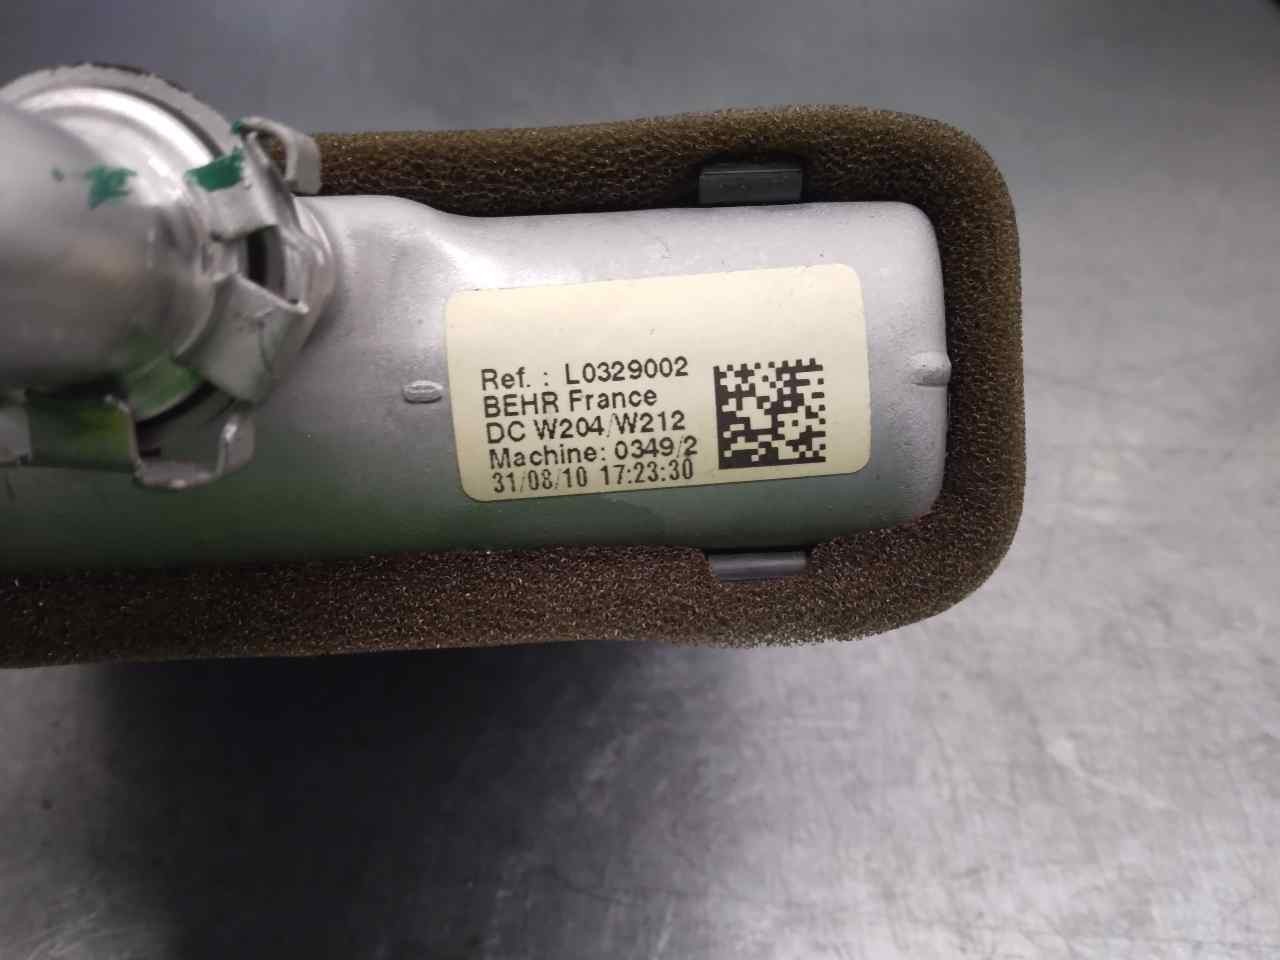 Ref. : L0329002
BEHR France
DC W204/W212
Machine: 0349/2
31/08/10 17:23:30